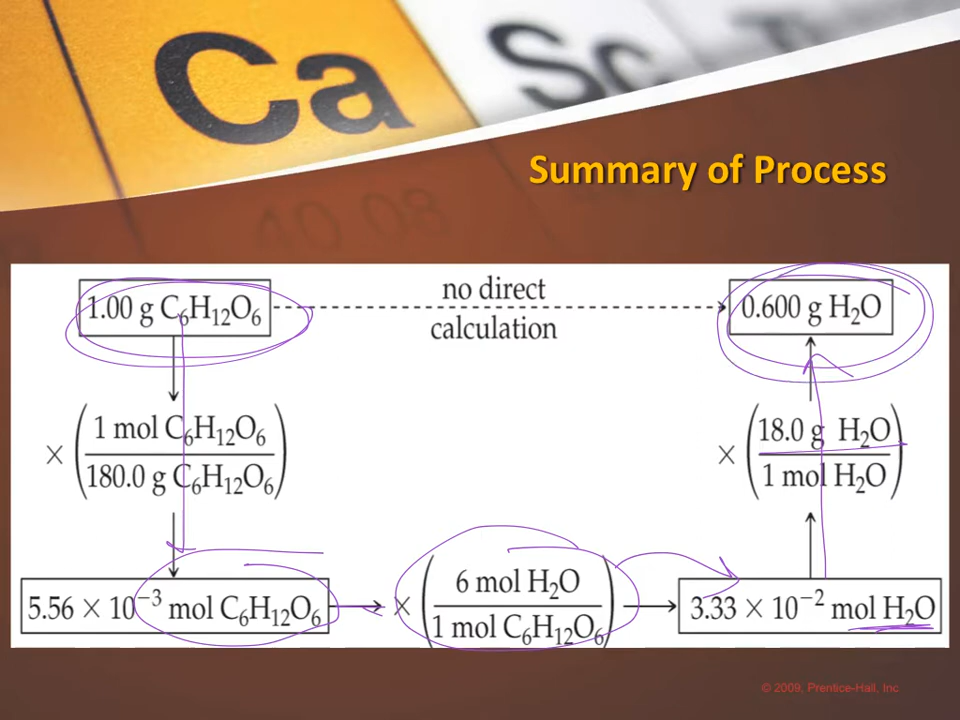 Ca
Sc
10.08
Summary of Process
1.00 g C₆H₁₂O₆
no direct
calculation
0.600 g H₂O
× (1 mol C₆H₁₂O₆ / 180.0 g C₆H₁₂O₆)
× (18.0 g H₂O / 1 mol H₂O)
5.56 × 10⁻³ mol C₆H₁₂O₆
× (6 mol H₂O / 1 mol C₆H₁₂O₆)
3.33 × 10⁻² mol H₂O
© 2009, Prentice-Hall, Inc